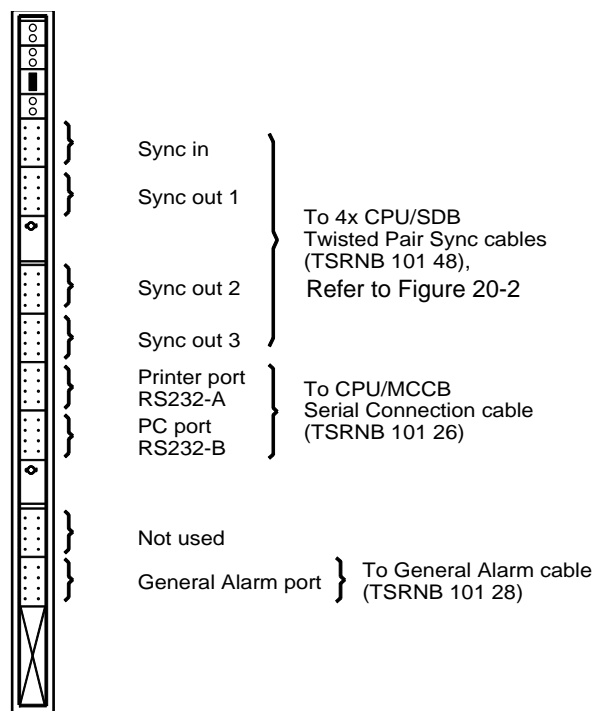 Sync in
Sync out 1
To 4x CPU/SDB
Twisted Pair Sync cables
(TSRNB 101 48),
Refer to Figure 20-2
Sync out 2
Sync out 3
Printer port
RS232-A
PC port
RS232-B
To CPU/MCCB
Serial Connection cable
(TSRNB 101 26)
Not used
General Alarm port
To General Alarm cable
(TSRNB 101 28)